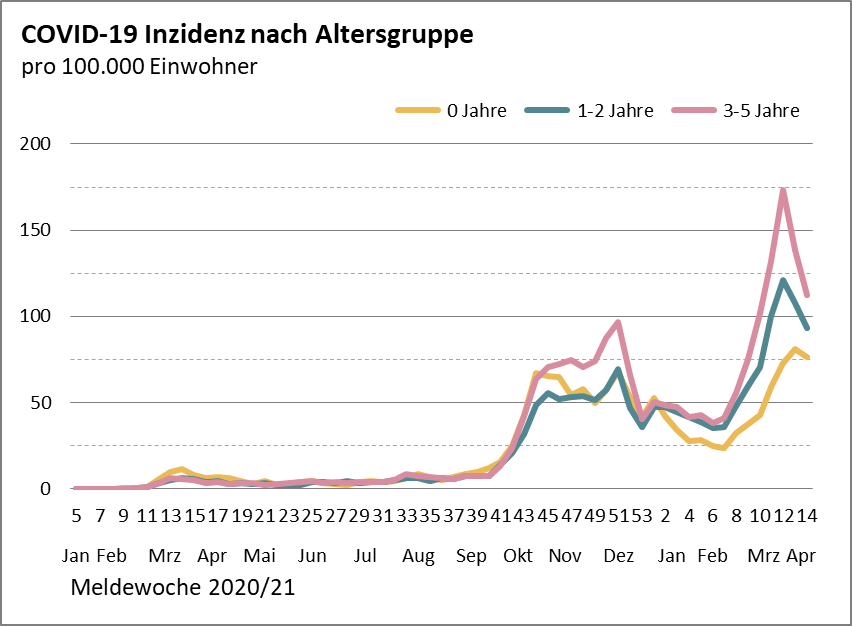 COVID-19 Inzidenz nach Altersgruppe
pro 100.000 Einwohner
0 Jahre 1-2 Jahre 3-5 Jahre
200
150
100
50
0
5 7 9 11 13 15 17 19 21 23 25 27 29 31 33 35 37 39 41 43 45 47 49 51 53 2 4 6 8 10 12 14
Jan Feb Mrz Apr Mai Jun Jul Aug Sep Okt Nov Dez Jan Feb Mrz Apr
Meldewoche 2020/21